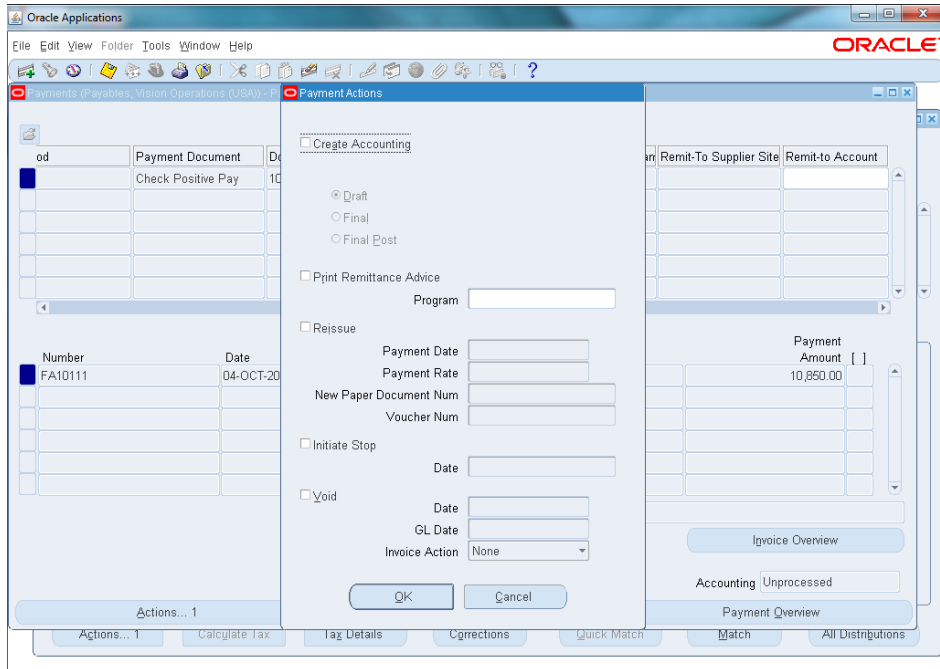 Oracle Applications
File Edit View Folder Tools Window Help
ORACLE
Payments (Payables, Vision Operations (USA)) - P
Payment Actions
Create Accounting
od Payment Document Do Remit-To Supplier Site Remit-to Account
Check Positive Pay 10
Draft
Final
Final Post
Print Remittance Advice
Program
Reissue
Payment Date
Payment Rate
New Paper Document Num
Voucher Num
Payment
Number Date Amount [ ]
FA10111 04-OCT-20 10,850.00
Initiate Stop
Date
Void
Date
GL Date
Invoice Action None
Invoice Overview
OK Cancel
Accounting Unprocessed
Actions... 1 Payment Overview
Actions... 1 Calculate Tax Tax Details Corrections Quick Match Match All Distributions